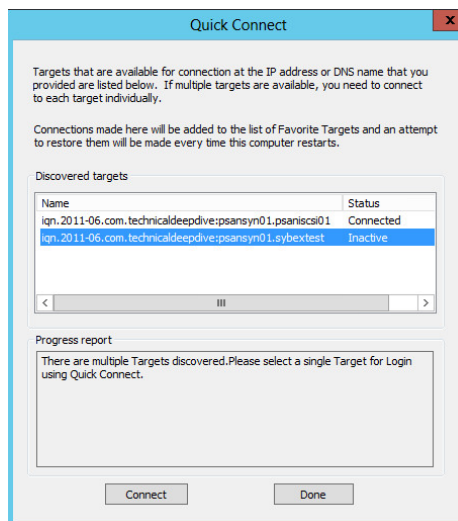 Quick Connect
x
Targets that are available for connection at the IP address or DNS name that you
provided are listed below. If multiple targets are available, you need to connect
to each target individually.
Connections made here will be added to the list of Favorite Targets and an attempt
to restore them will be made every time this computer restarts.
Discovered targets
Name Status
iqn.2011-06.com.technicaldeepdive:psansyn01.psaniscsi01 Connected
iqn.2011-06.com.technicaldeepdive:psansyn01.sybextest Inactive
Progress report
There are multiple Targets discovered.Please select a single Target for Login
using Quick Connect.
Connect Done